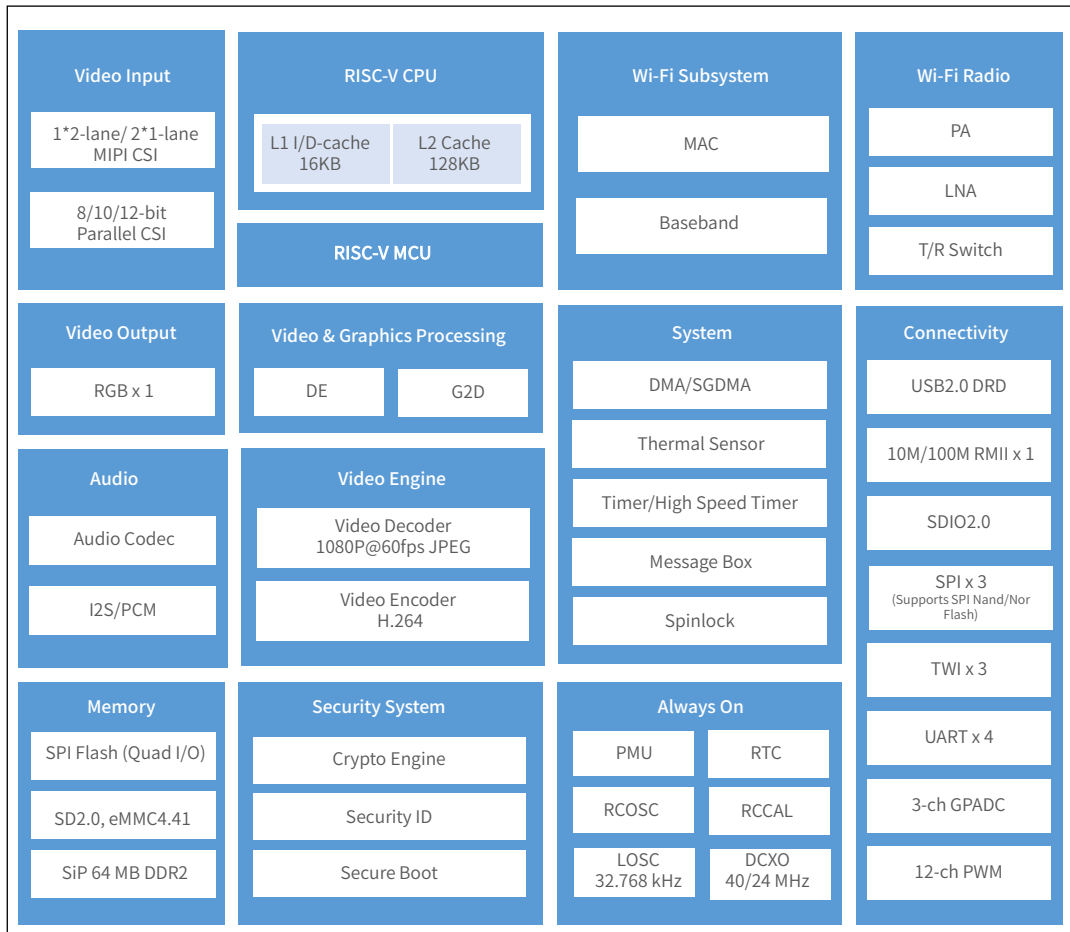 Video Input
1*2-lane/ 2*1-lane
MIPI CSI
8/10/12-bit
Parallel CSI
RISC-V CPU
L1 I/D-cache
16KB
L2 Cache
128KB
RISC-V MCU
Wi-Fi Subsystem
MAC
Baseband
Wi-Fi Radio
PA
LNA
T/R Switch
Video Output
RGB x 1
Video & Graphics Processing
DE
G2D
System
DMA/SGDMA
Thermal Sensor
Timer/High Speed Timer
Message Box
Spinlock
Connectivity
USB2.0 DRD
10M/100M RMII x 1
SDIO2.0
SPI x 3
(Supports SPI Nand/Nor
Flash)
TWI x 3
UART x 4
3-ch GPADC
12-ch PWM
Audio
Audio Codec
I2S/PCM
Video Engine
Video Decoder
1080P@60fps JPEG
Video Encoder
H.264
Memory
SPI Flash (Quad I/O)
SD2.0, eMMC4.41
SiP 64 MB DDR2
Security System
Crypto Engine
Security ID
Secure Boot
Always On
PMU
RTC
RCOSC
RCCAL
LOSC
32.768 kHz
DCXO
40/24 MHz